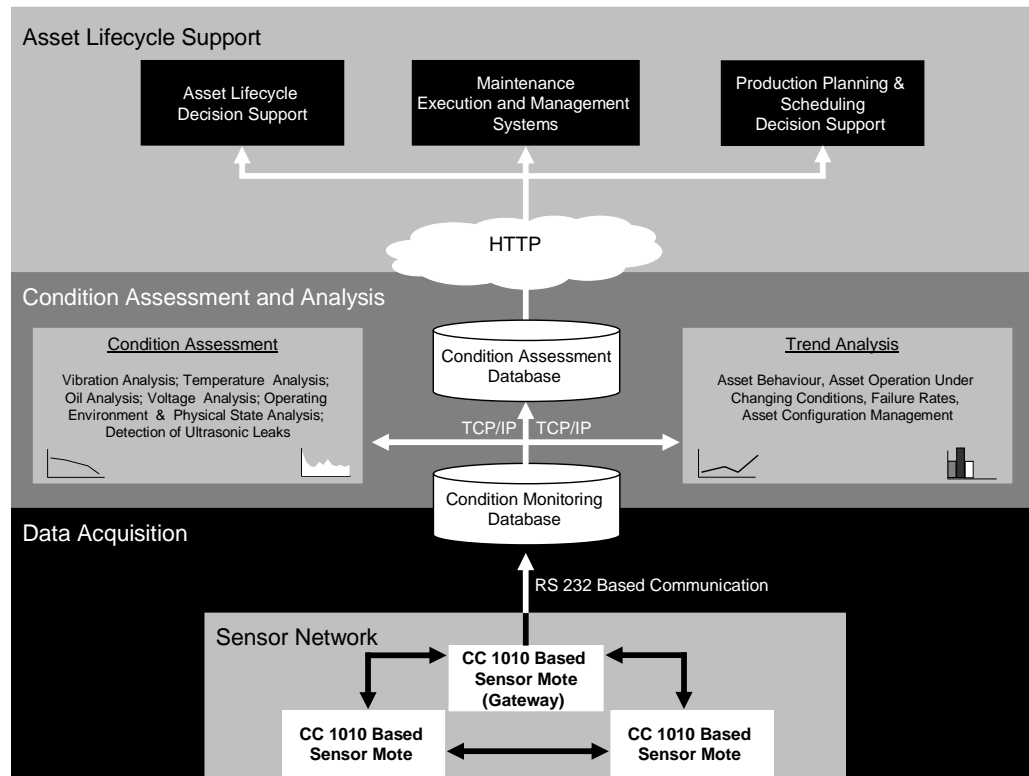 Asset Lifecycle Support
Asset Lifecycle
Decision Support
Maintenance
Execution and Management
Systems
Production Planning &
Scheduling
Decision Support
HTTP
Condition Assessment and Analysis
Condition Assessment
Vibration Analysis; Temperature Analysis;
Oil Analysis; Voltage Analysis; Operating
Environment & Physical State Analysis;
Detection of Ultrasonic Leaks
Condition Assessment
Database
Trend Analysis
Asset Behaviour, Asset Operation Under
Changing Conditions, Failure Rates,
Asset Configuration Management
TCP/IP
TCP/IP
Condition Monitoring
Database
Data Acquisition
RS 232 Based Communication
Sensor Network
CC 1010 Based
Sensor Mote
(Gateway)
CC 1010 Based
Sensor Mote
CC 1010 Based
Sensor Mote